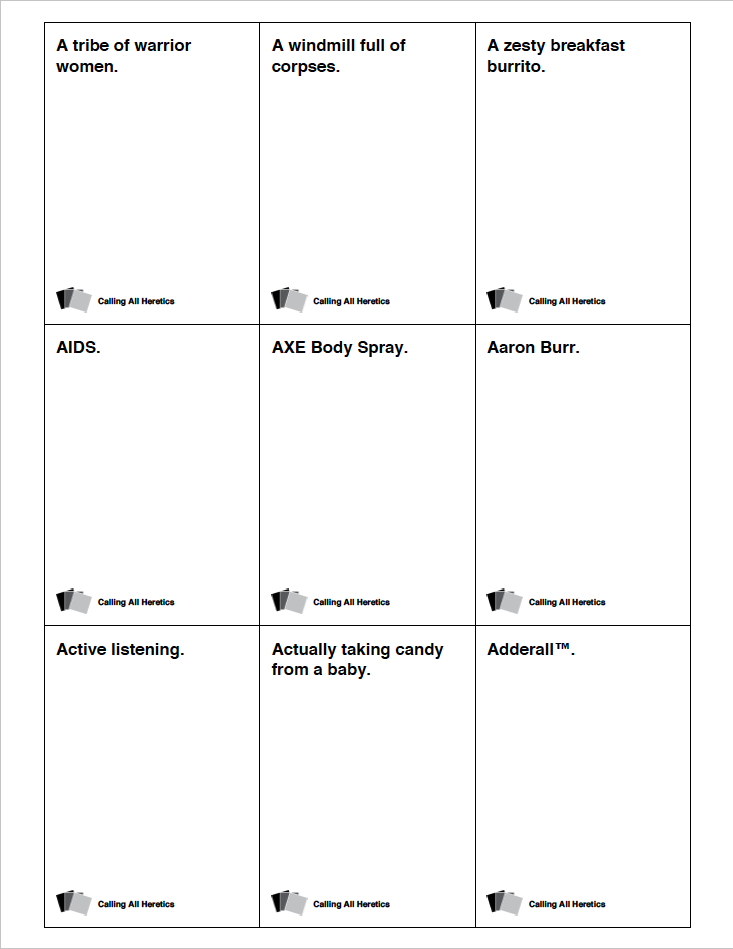 A tribe of warrior
women.
A windmill full of
corpses.
A zesty breakfast
burrito.
Calling All Heretics
Calling All Heretics
Calling All Heretics
AIDS.
AXE Body Spray.
Aaron Burr.
Calling All Heretics
Calling All Heretics
Calling All Heretics
Active listening.
Actually taking candy
from a baby.
Adderall™.
Calling All Heretics
Calling All Heretics
Calling All Heretics